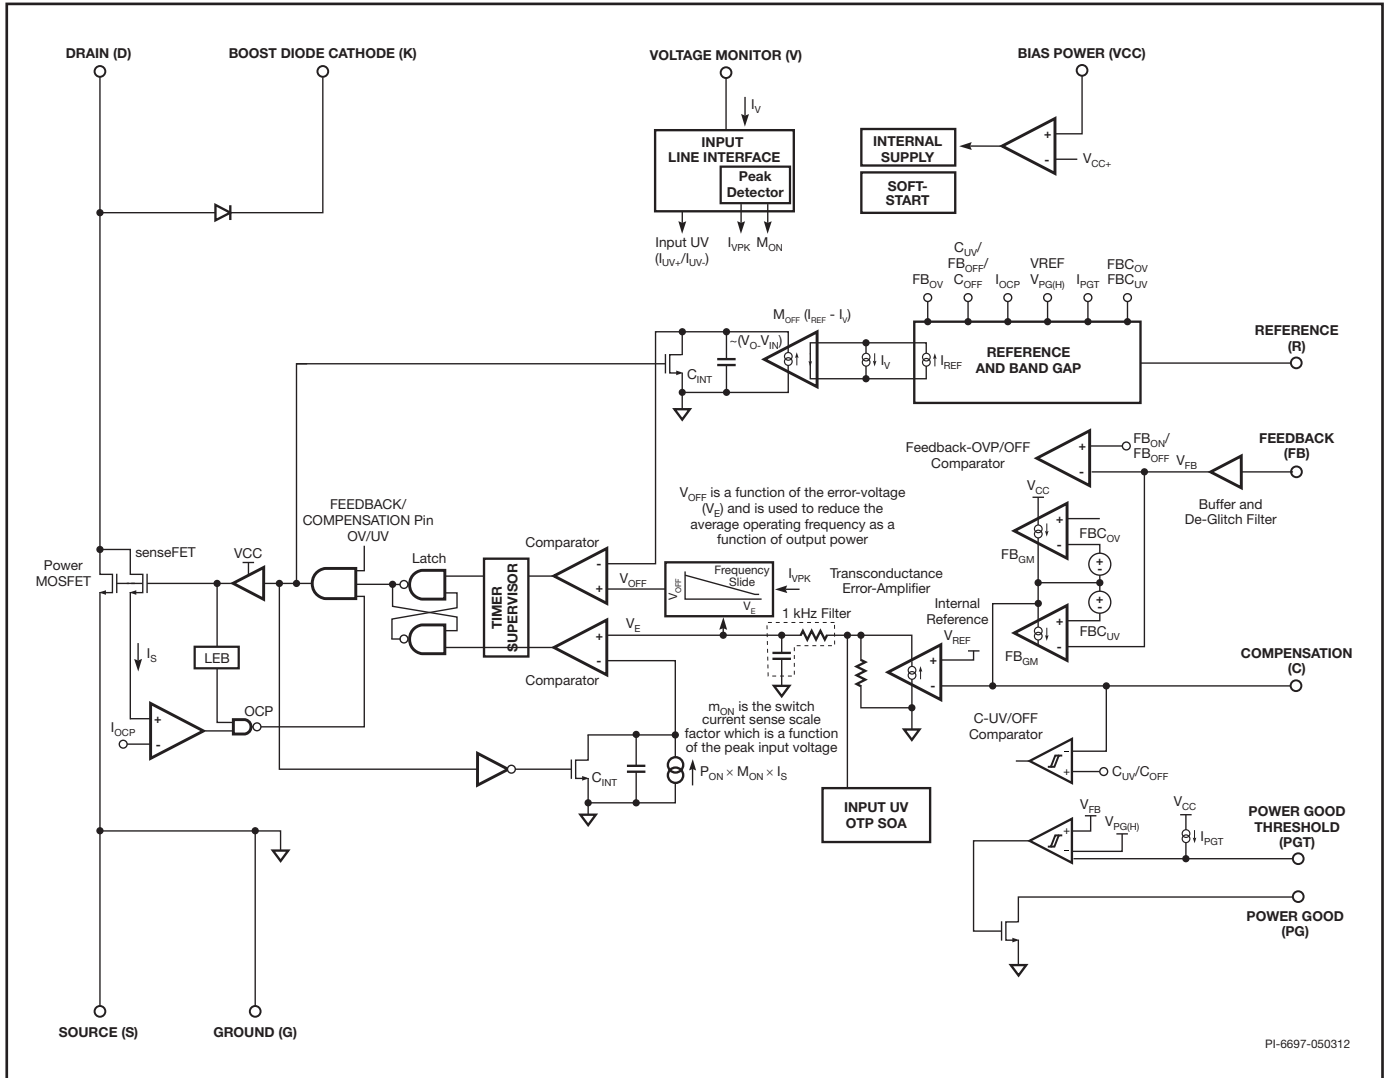 DRAIN (D)
BOOST DIODE CATHODE (K)
VOLTAGE MONITOR (V)
BIAS POWER (VCC)
IV
INPUT
LINE INTERFACE
Peak
Detector
Input UV
(IUV+/IUV-)
IVPK
MON
INTERNAL
SUPPLY
SOFT-
START
+
-
VCC+
FBOV
CUV/
FBOFF/
COFF
IOCP
VREF
VPG(H)
IPGT
FBCOV
FBCUV
REFERENCE
AND BAND GAP
REFERENCE
(R)
MOFF (IREF - IV)
~(VO-VIN)
CINT
IV
IREF
Feedback-OVP/OFF
Comparator
+
-
FBON/
FBOFF
VFB
FEEDBACK
(FB)
Buffer and
De-Glitch Filter
VCC
+
-
FBCOV
FBGM
+
-
+
-
+
-
FBCUV
FBGM
VOFF is a function of the error-voltage
(VE) and is used to reduce the
average operating frequency as a
function of output power
FEEDBACK/
COMPENSATION Pin
OV/UV
Power
MOSFET
senseFET
VCC
Latch
TIMER
SUPERVISOR
Comparator
-
+
VOFF
VOFF
Frequency
Slide
VE
IVPK
Transconductance
Error-Amplifier
1 kHz Filter
Internal
Reference
VREF
+
-
VE
+
-
Comparator
COMPENSATION
(C)
IS
LEB
OCP
IOCP
+
-
mON is the switch
current sense scale
factor which is a function
of the peak input voltage
CINT
PON × MON × IS
INPUT UV
OTP SOA
C-UV/OFF
Comparator
-
+
CUV/COFF
VFB
VPG(H)
+
-
VCC
IPGT
POWER GOOD
THRESHOLD
(PGT)
POWER GOOD
(PG)
SOURCE (S)
GROUND (G)
PI-6697-050312